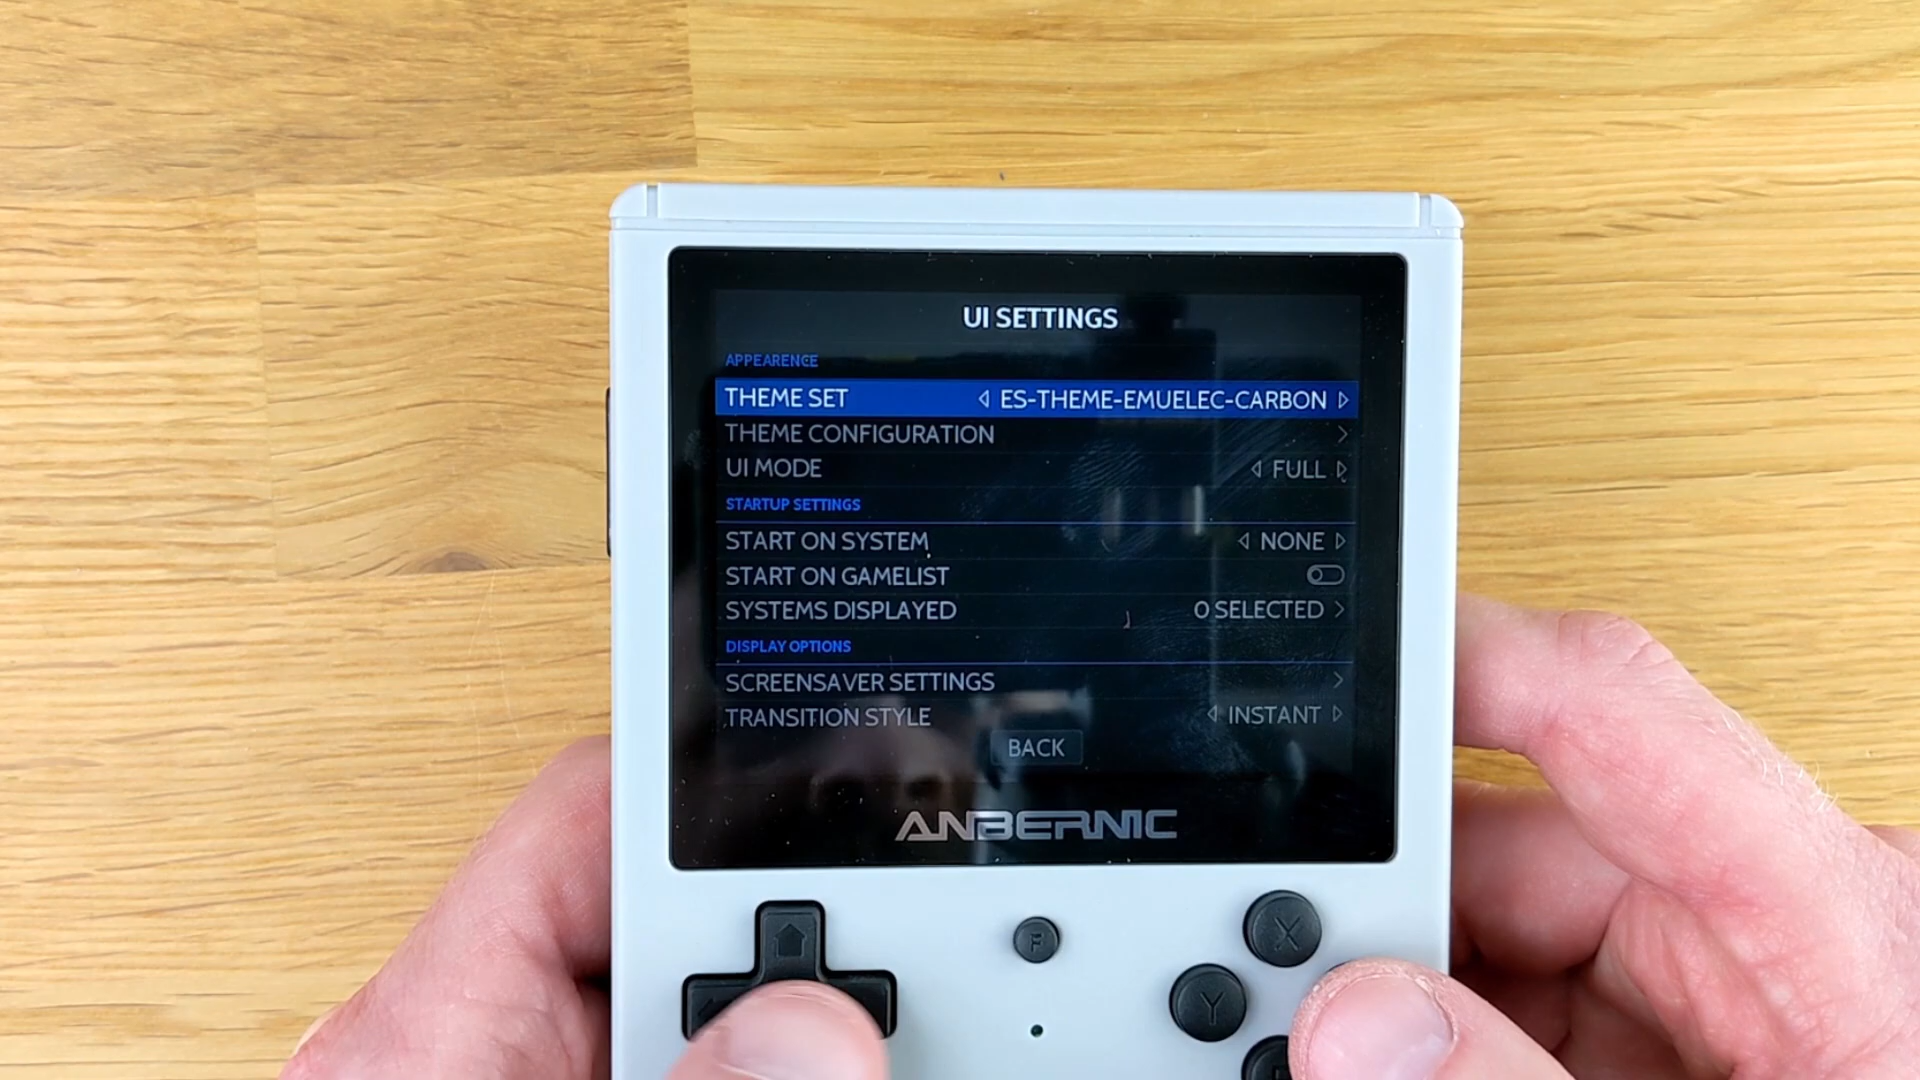 UI SETTINGS
APPEARENCE
THEME SET ES-THEME-EMUELEC-CARBON
THEME CONFIGURATION
UI MODE FULL
STARTUP SETTINGS
START ON SYSTEM NONE
START ON GAMELIST
SYSTEMS DISPLAYED 0 SELECTED
DISPLAY OPTIONS
SCREENSAVER SETTINGS
TRANSITION STYLE INSTANT
BACK
ANBERNIC
F
X
Y